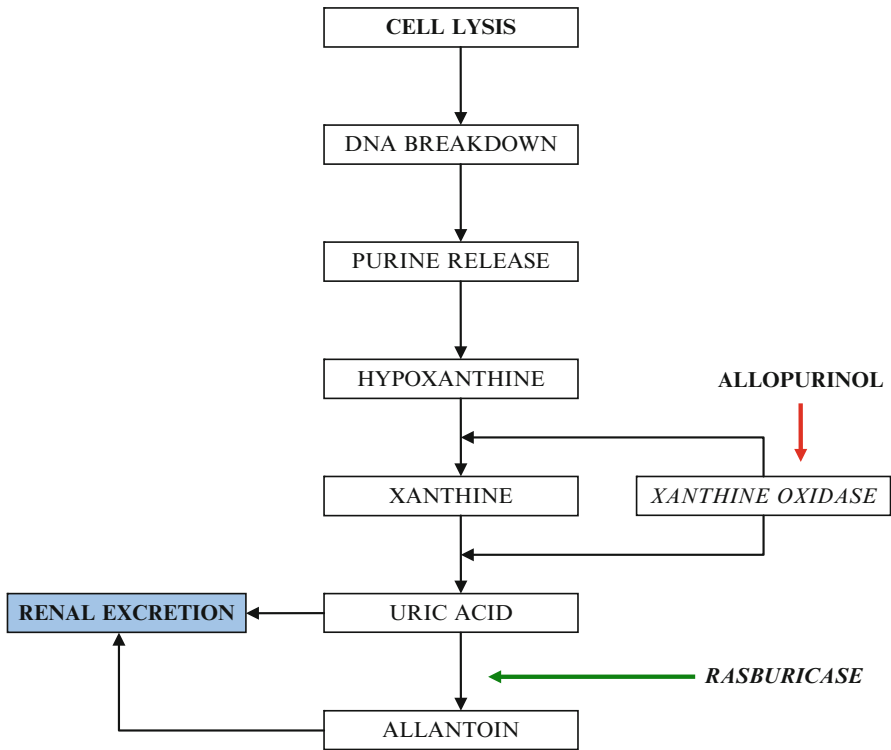 CELL LYSIS
DNA BREAKDOWN
PURINE RELEASE
HYPOXANTHINE
ALLOPURINOL
XANTHINE
XANTHINE OXIDASE
RENAL EXCRETION
URIC ACID
RASBURICASE
ALLANTOIN